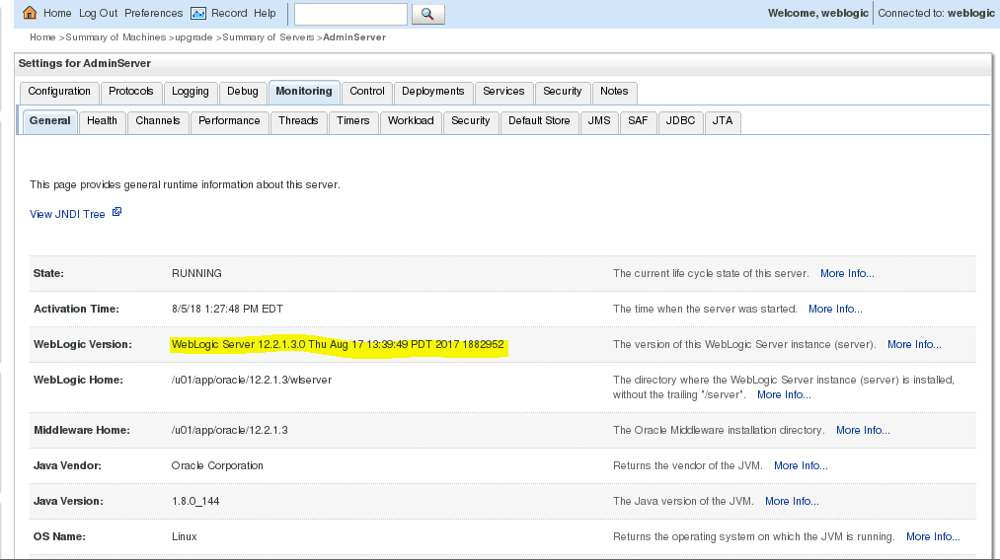 Home Log Out Preferences Record Help
Welcome, weblogic Connected to: weblogic
Home >Summary of Machines >upgrade >Summary of Servers >AdminServer
Settings for AdminServer
Configuration Protocols Logging Debug Monitoring Control Deployments Services Security Notes
General Health Channels Performance Threads Timers Workload Security Default Store JMS SAF JDBC JTA
This page provides general runtime information about this server.
View JNDI Tree
State: RUNNING The current life cycle state of this server. More Info...
Activation Time: 8/5/18 1:27:48 PM EDT The time when the server was started. More Info...
WebLogic Version: WebLogic Server 12.2.1.3.0 Thu Aug 17 13:39:49 PDT 2017 1882952 The version of this WebLogic Server instance (server). More Info...
WebLogic Home: /u01/app/oracle/12.2.1.3/wlserver The directory where the WebLogic Server instance (server) is installed,
without the trailing "/server". More Info...
Middleware Home: /u01/app/oracle/12.2.1.3 The Oracle Middleware installation directory. More Info...
Java Vendor: Oracle Corporation Returns the vendor of the JVM. More Info...
Java Version: 1.8.0_144 The Java version of the JVM. More Info...
OS Name: Linux Returns the operating system on which the JVM is running. More Info...